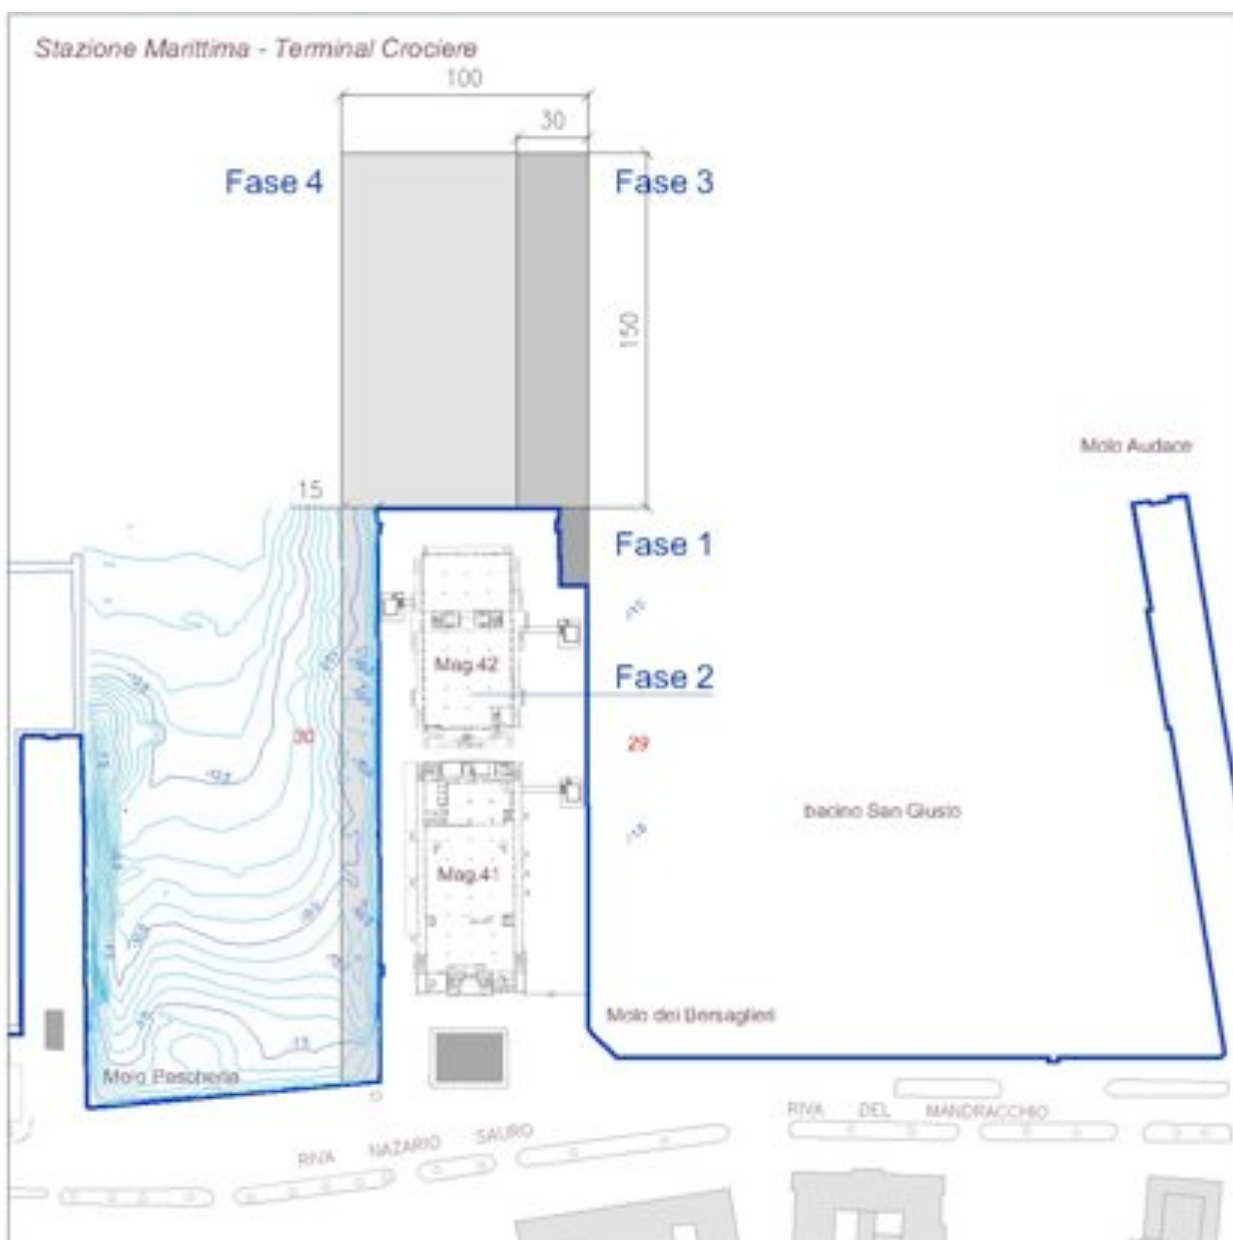 Stazione Marittima - Terminal Crociere
100
30
Fase 4
Fase 3
150
Molo Audace
15
Fase 1
Mag.42
Fase 2
30
29
bacino San Giusto
Mag.41
Molo dei Bersaglieri
Molo Pescheria
RIVA DEL MANDRACCHIO
RIVA NAZARIO SAURO